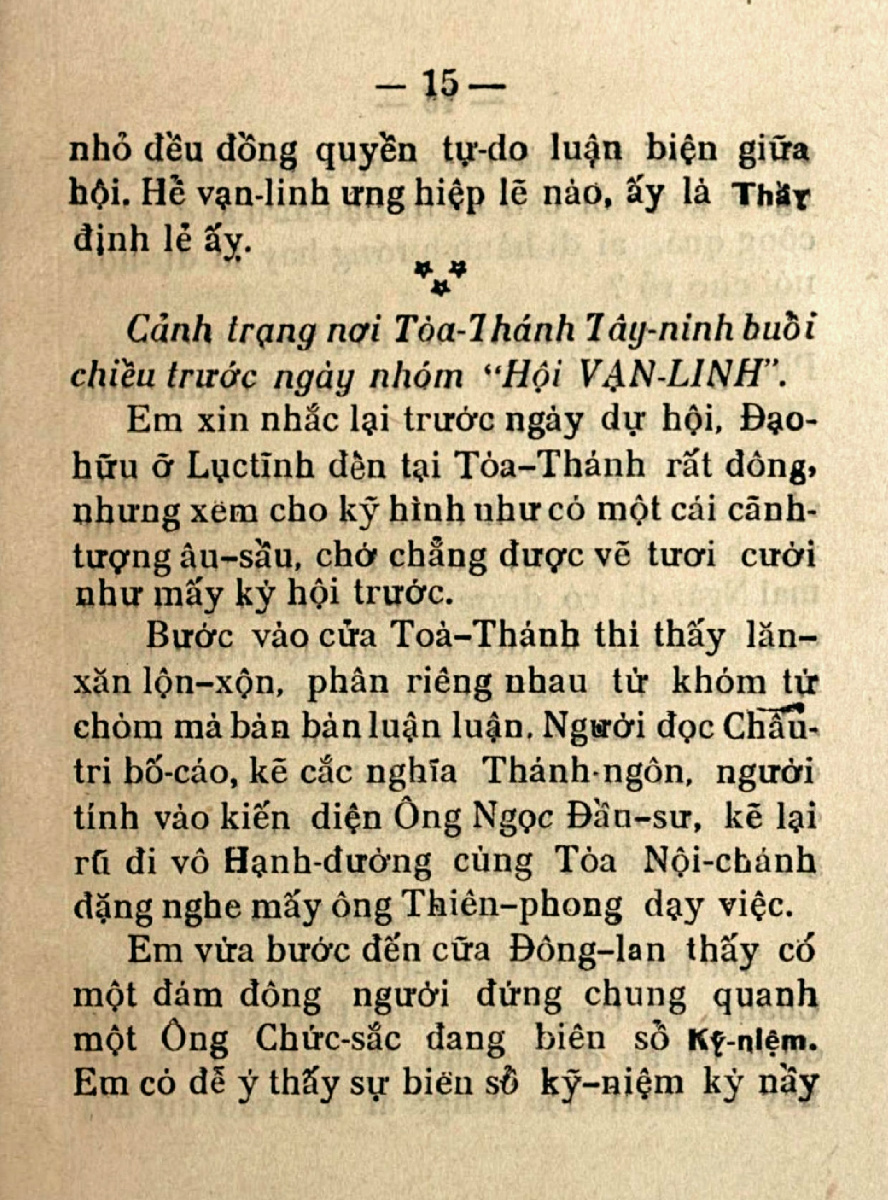 — 15 —
nhỏ đều đồng quyền tự-do luận biện giữa
hội. Hễ vạn-linh ưng hiệp lẽ nào, ấy là Thầy
định lẻ ấy.
Cảnh trạng nơi Tòa-Thánh Tây-ninh buổi
chiều trước ngày nhóm “Hội VẠN-LINH”.
Em xin nhắc lại trước ngày dự hội, Đạo-
hữu ở Lụctĩnh đến tại Tòa-Thánh rất đông,
nhưng xem cho kỹ hình như có một cái cãnh-
tượng âu-sầu, chớ chẳng được vẽ tươi cười
như mấy kỳ hội trước.
Bước vào cửa Toà-Thánh thì thấy lăn-
xăn lộn-xộn, phân riêng nhau từ khóm từ
chòm mà bàn bàn luận luận. Người đọc Châu-
tri bố-cáo, kẽ cắc nghĩa Thánh-ngôn, người
tính vào kiến diện Ông Ngọc Đầu-sư, kẽ lại
rũ đi vô Hạnh-đường cùng Tòa Nội-chánh
đặng nghe mấy ông Thiên-phong dạy việc.
Em vừa bước đến cữa Đông-lan thấy có
một đám đông người đứng chung quanh
một Ông Chức-sắc đang biên sổ Kỷ-niệm.
Em có để ý thấy sự biên sổ kỹ-niệm kỳ nầy